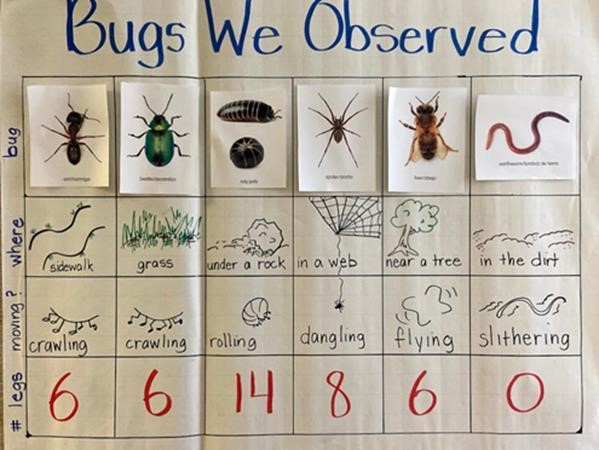 Bugs We Observed
bug
ant/hormiga
beetle/escarabajo
roly poly
spider/araña
bee/abeja
earthworm/lombriz de tierra
where
sidewalk
grass
under a rock
in a web
near a tree
in the dirt
moving?
crawling
crawling
rolling
dangling
flying
slithering
# legs
6
6
14
8
6
0